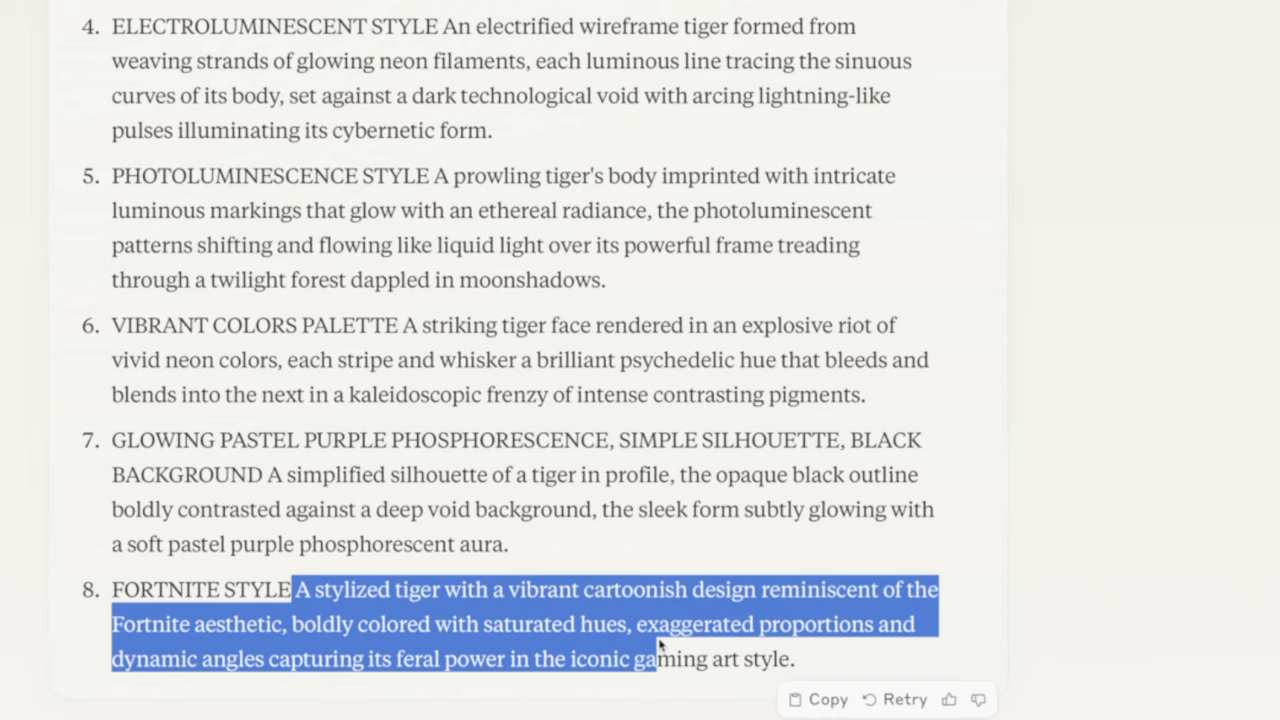 4. ELECTROLUMINESCENT STYLE An electrified wireframe tiger formed from
weaving strands of glowing neon filaments, each luminous line tracing the sinuous
curves of its body, set against a dark technological void with arcing lightning-like
pulses illuminating its cybernetic form.
5. PHOTOLUMINESCENCE STYLE A prowling tiger's body imprinted with intricate
luminous markings that glow with an ethereal radiance, the photoluminescent
patterns shifting and flowing like liquid light over its powerful frame treading
through a twilight forest dappled in moonshadows.
6. VIBRANT COLORS PALETTE A striking tiger face rendered in an explosive riot of
vivid neon colors, each stripe and whisker a brilliant psychedelic hue that bleeds and
blends into the next in a kaleidoscopic frenzy of intense contrasting pigments.
7. GLOWING PASTEL PURPLE PHOSPHORESCENCE, SIMPLE SILHOUETTE, BLACK
BACKGROUND A simplified silhouette of a tiger in profile, the opaque black outline
boldly contrasted against a deep void background, the sleek form subtly glowing with
a soft pastel purple phosphorescent aura.
8. FORTNITE STYLE A stylized tiger with a vibrant cartoonish design reminiscent of the
Fortnite aesthetic, boldly colored with saturated hues, exaggerated proportions and
dynamic angles capturing its feral power in the iconic gaming art style.
Copy Retry